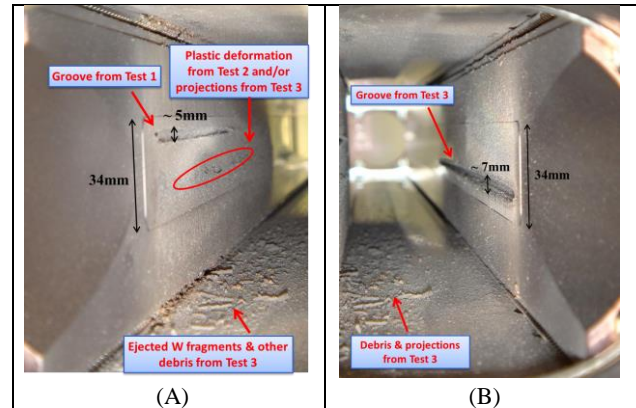 Plastic deformation
from Test 2 and/or
projections from Test 3
Groove from Test 1
~ 5mm
34mm
Ejected W fragments & other
debris from Test 3
(A)
Groove from Test 3
~ 7mm
34mm
Debris & projections
from Test 3
(B)